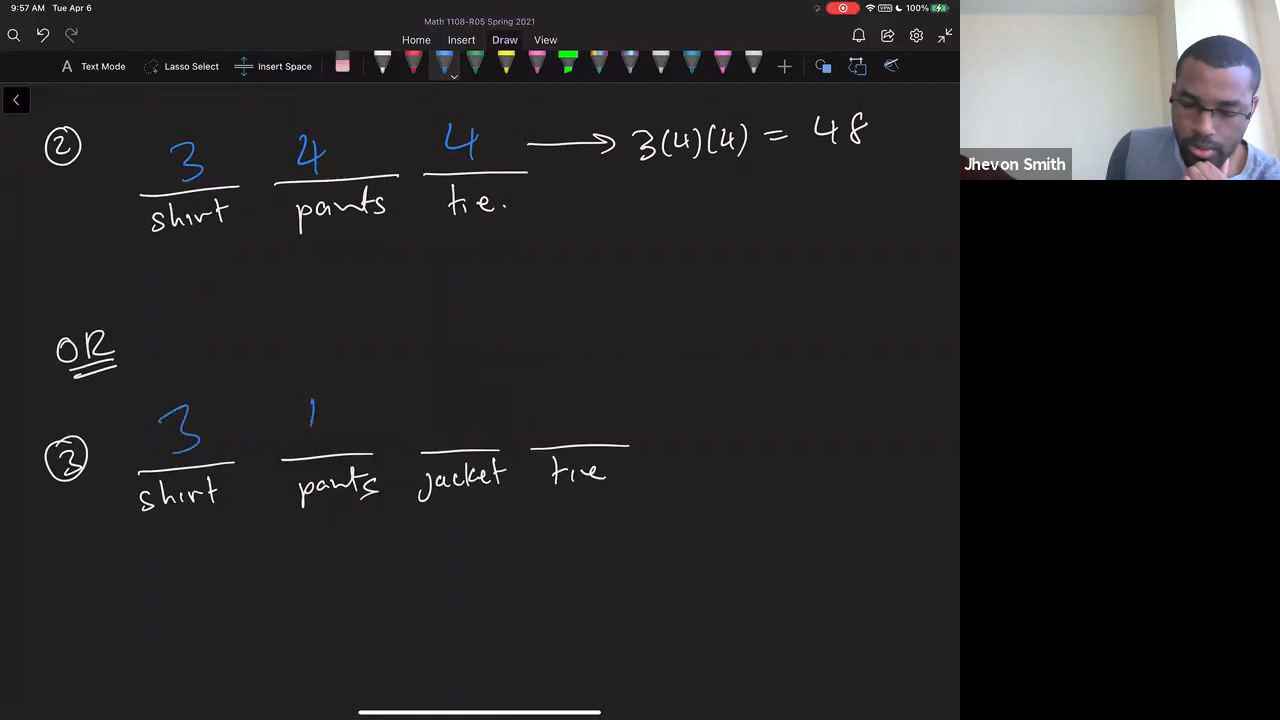 9:57 AM Tue Apr 6
100%
Math 1108-R05 Spring 2021
Home Insert Draw View
A Text Mode Lasso Select Insert Space
② 3 4 4 → 3(4)(4) = 48
shirt pants tie.
OR
③ 3 1
shirt pants jacket tie
Jhevon Smith